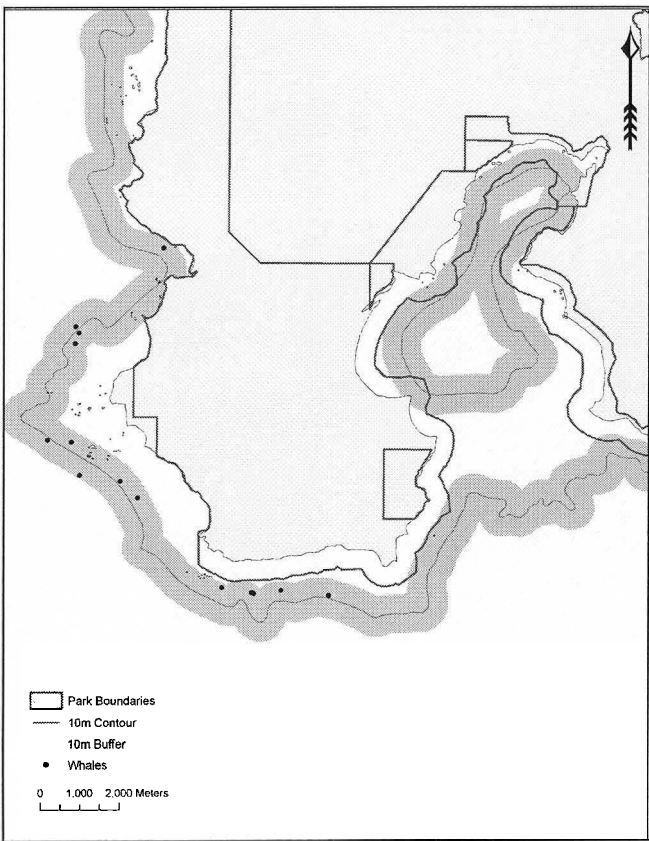 Park Boundaries
10m Contour
10m Buffer
Whales
0 1,000 2,000 Meters